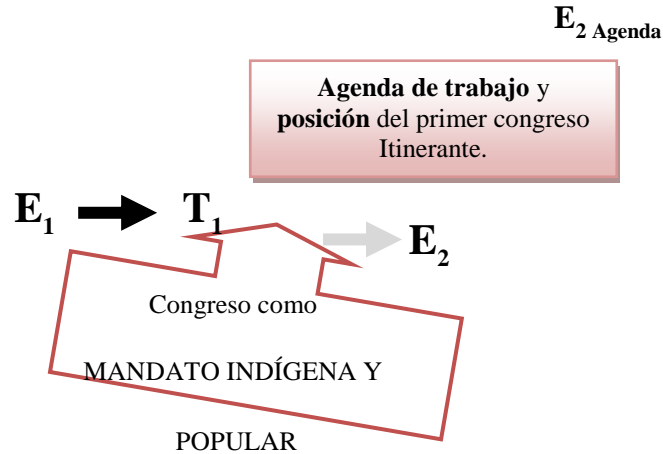 E2 Agenda
Agenda de trabajo y
posición del primer congreso
Itinerante.
E1 T1 E2
Congreso como
MANDATO INDÍGENA Y
POPULAR